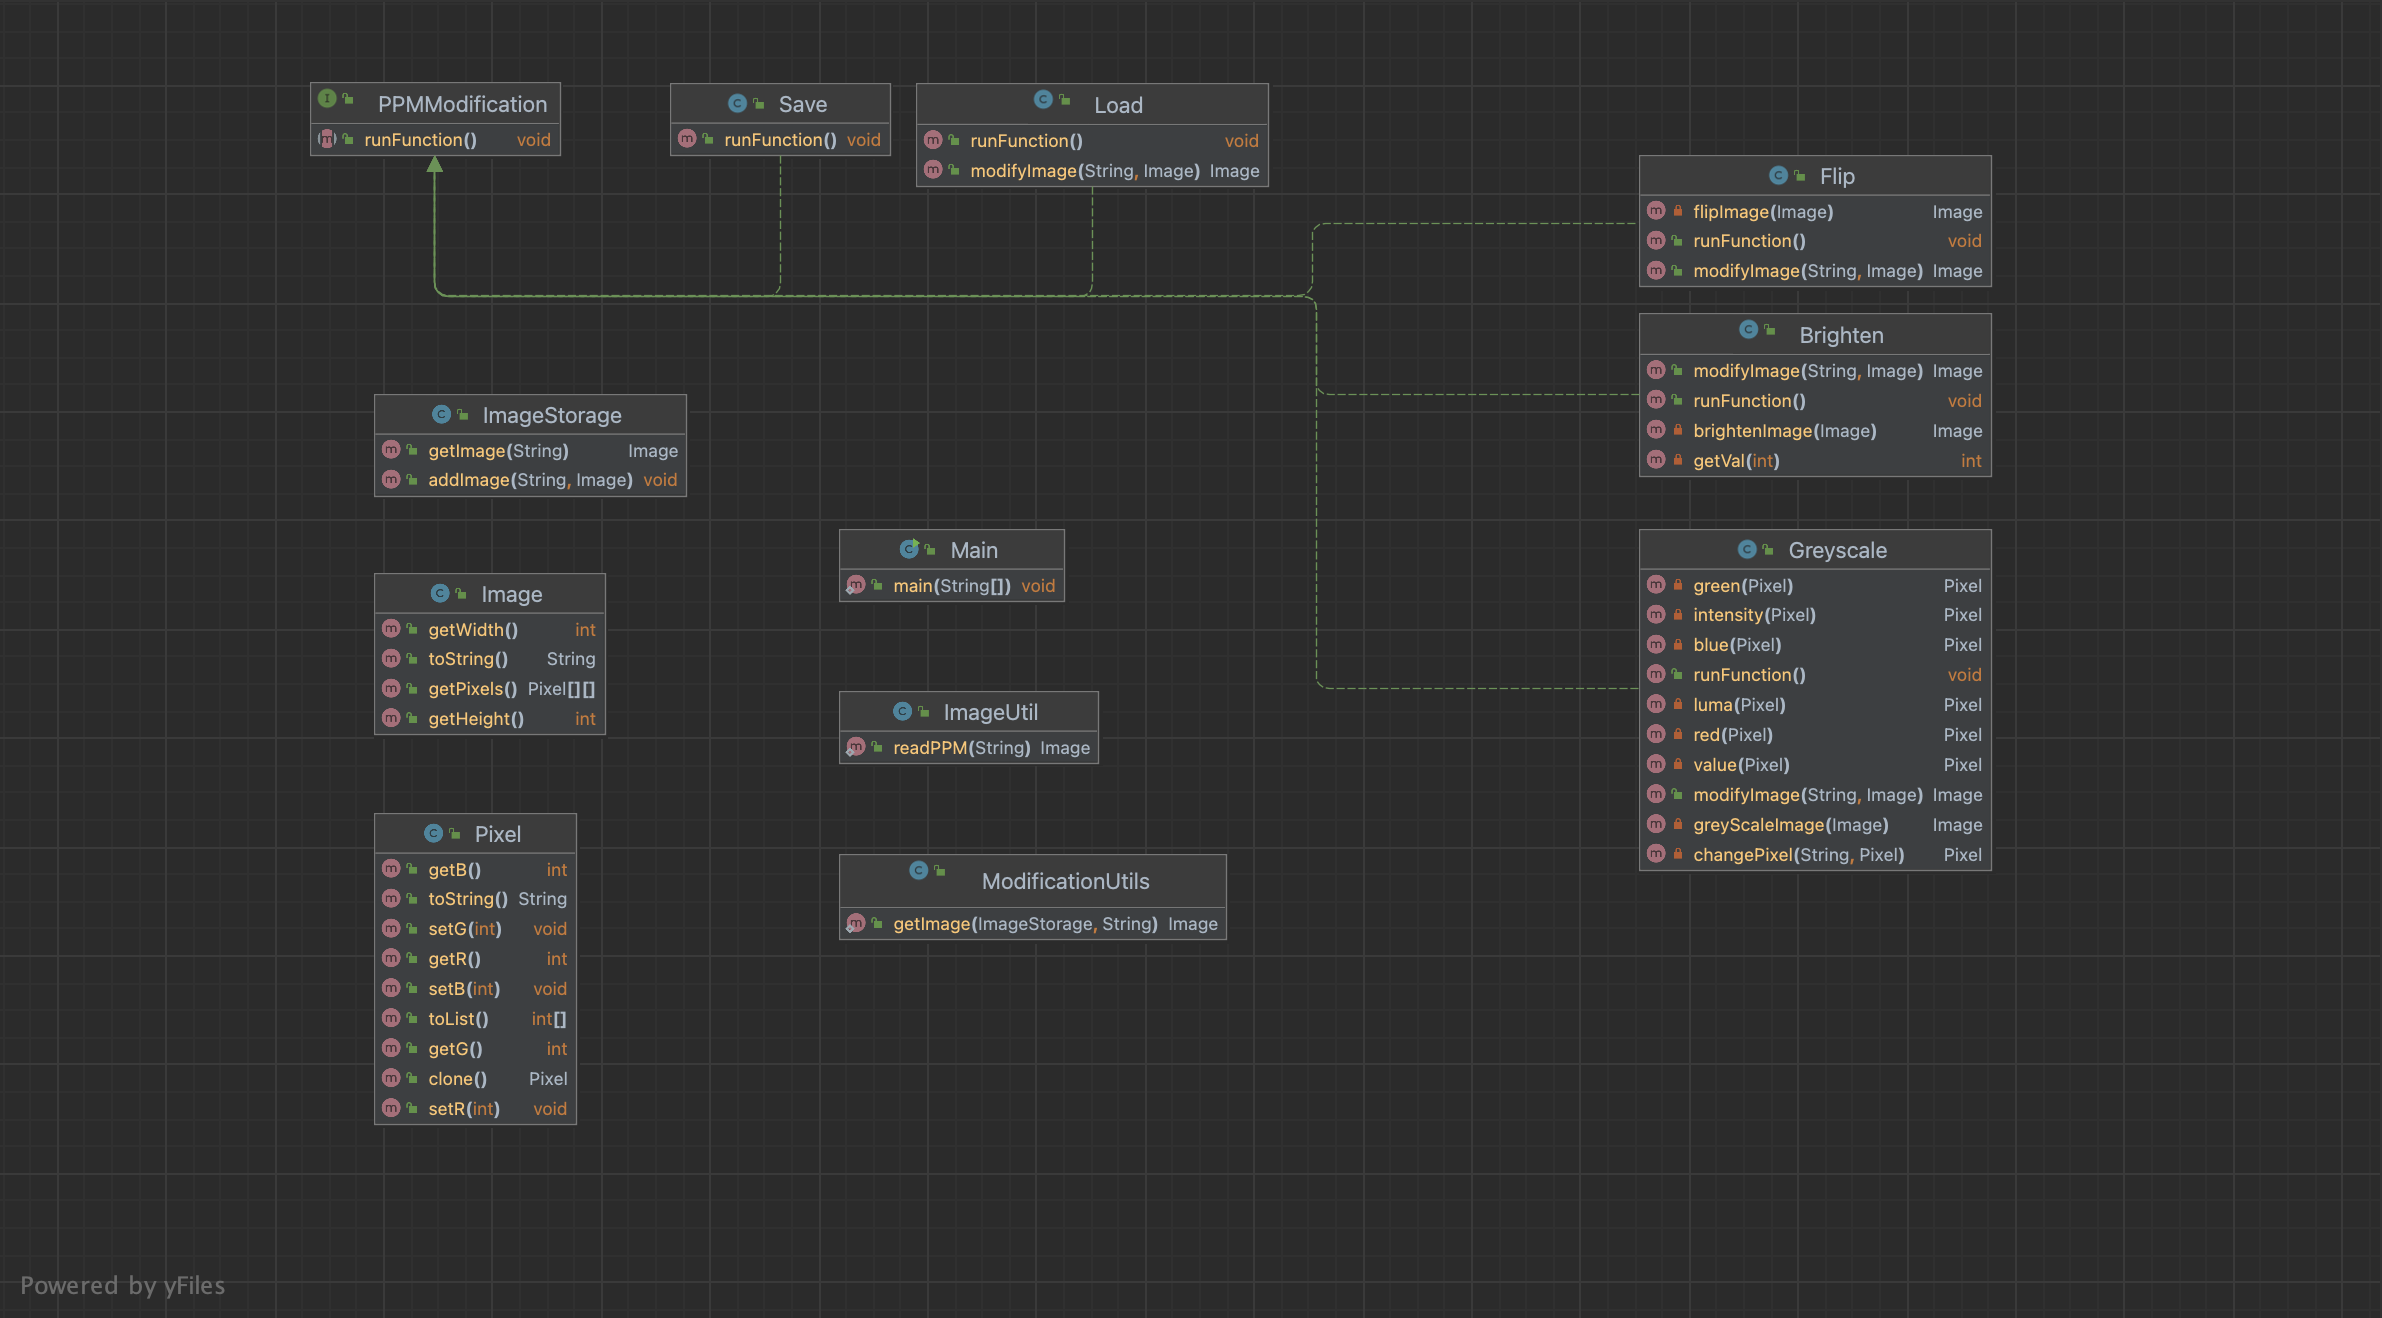 PPMModification
runFunction() void
Save
runFunction() void
Load
runFunction() void
modifyImage(String, Image) Image
Flip
flipImage(Image) Image
runFunction() void
modifyImage(String, Image) Image
Brighten
modifyImage(String, Image) Image
runFunction() void
brightenImage(Image) Image
getVal(int) int
ImageStorage
getImage(String) Image
addImage(String, Image) void
Main
main(String[]) void
Greyscale
green(Pixel) Pixel
intensity(Pixel) Pixel
blue(Pixel) Pixel
runFunction() void
luma(Pixel) Pixel
red(Pixel) Pixel
value(Pixel) Pixel
modifyImage(String, Image) Image
greyScaleImage(Image) Image
changePixel(String, Pixel) Pixel
Image
getWidth() int
toString() String
getPixels() Pixel[][]
getHeight() int
ImageUtil
readPPM(String) Image
Pixel
getB() int
toString() String
setG(int) void
getR() int
setB(int) void
toList() int[]
getG() int
clone() Pixel
setR(int) void
ModificationUtils
getImage(ImageStorage, String) Image
Powered by yFiles